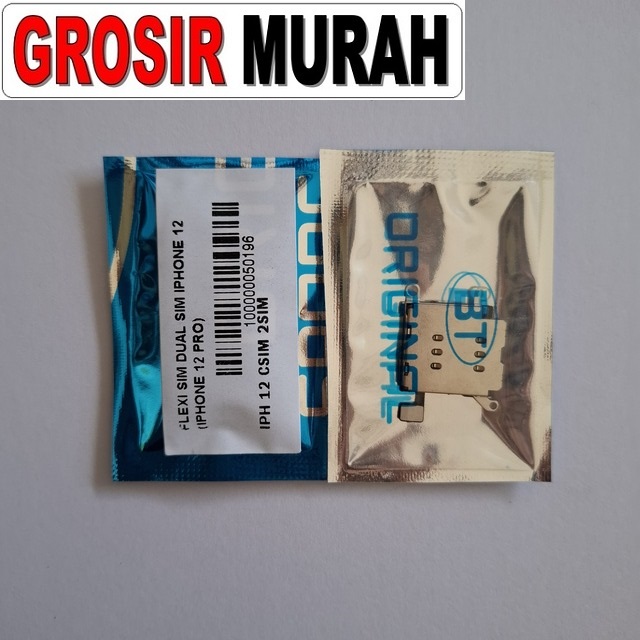 GROSIR MURAH
FLEXI SIM DUAL SIM IPHONE 12
(IPHONE 12 PRO)
100000050196
IPH 12 CSIM 2SIM
ORIGINAL
BT